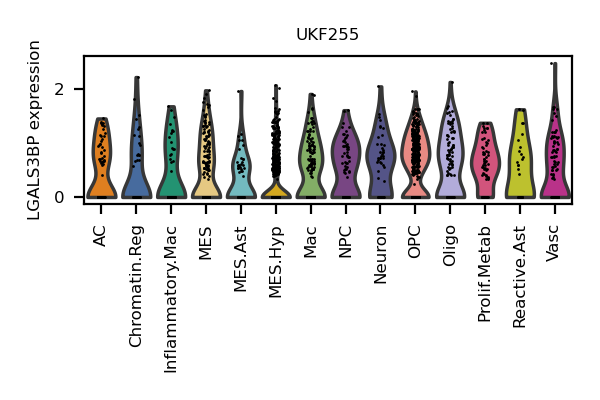 UKF255
LGALS3BP expression
2
0
AC
Chromatin.Reg
Inflammatory.Mac
MES
MES.Ast
MES.Hyp
Mac
NPC
Neuron
OPC
Oligo
Prolif.Metab
Reactive.Ast
Vasc